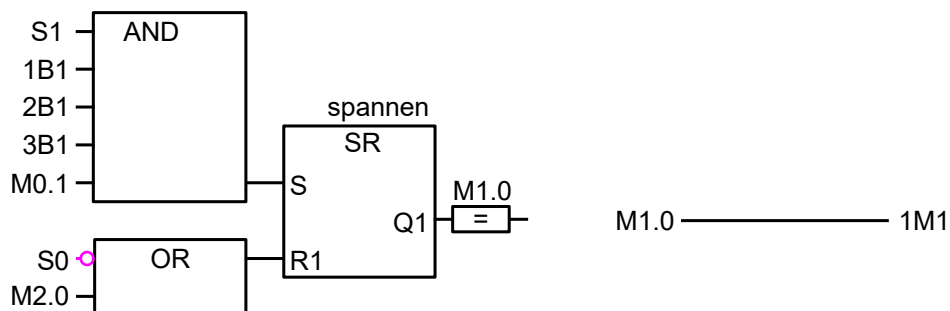 S1
AND
1B1
2B1
3B1
M0.1
spannen
SR
S
M1.0
=
Q1
R1
M1.0
1M1
S0
OR
M2.0